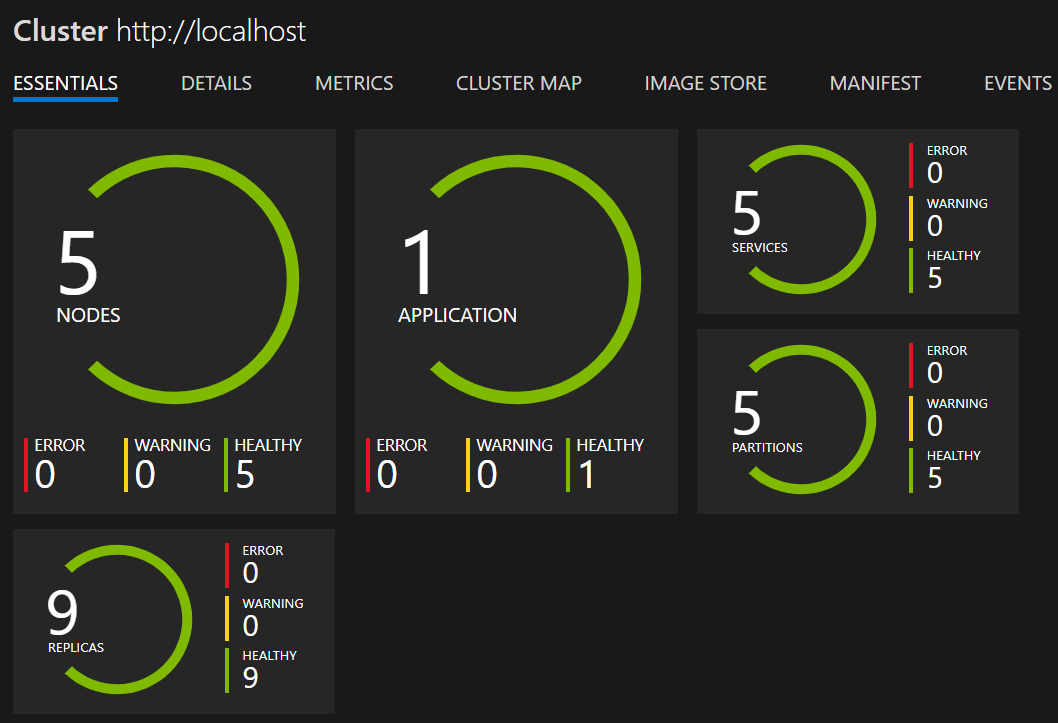 Cluster http://localhost
ESSENTIALS DETAILS METRICS CLUSTER MAP IMAGE STORE MANIFEST EVENTS
5
NODES
ERROR WARNING HEALTHY
0 0 5
1
APPLICATION
ERROR WARNING HEALTHY
0 0 1
5
SERVICES
ERROR
0
WARNING
0
HEALTHY
5
5
PARTITIONS
ERROR
0
WARNING
0
HEALTHY
5
9
REPLICAS
ERROR
0
WARNING
0
HEALTHY
9